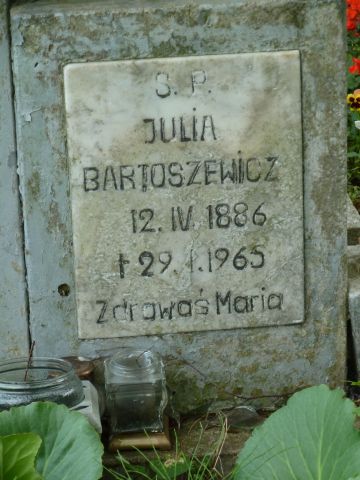 Ś. P.
JULIA
BARTOSZEWICZ
12. IV. 1886
† 29. I. 1965
Zdrowaś Maria